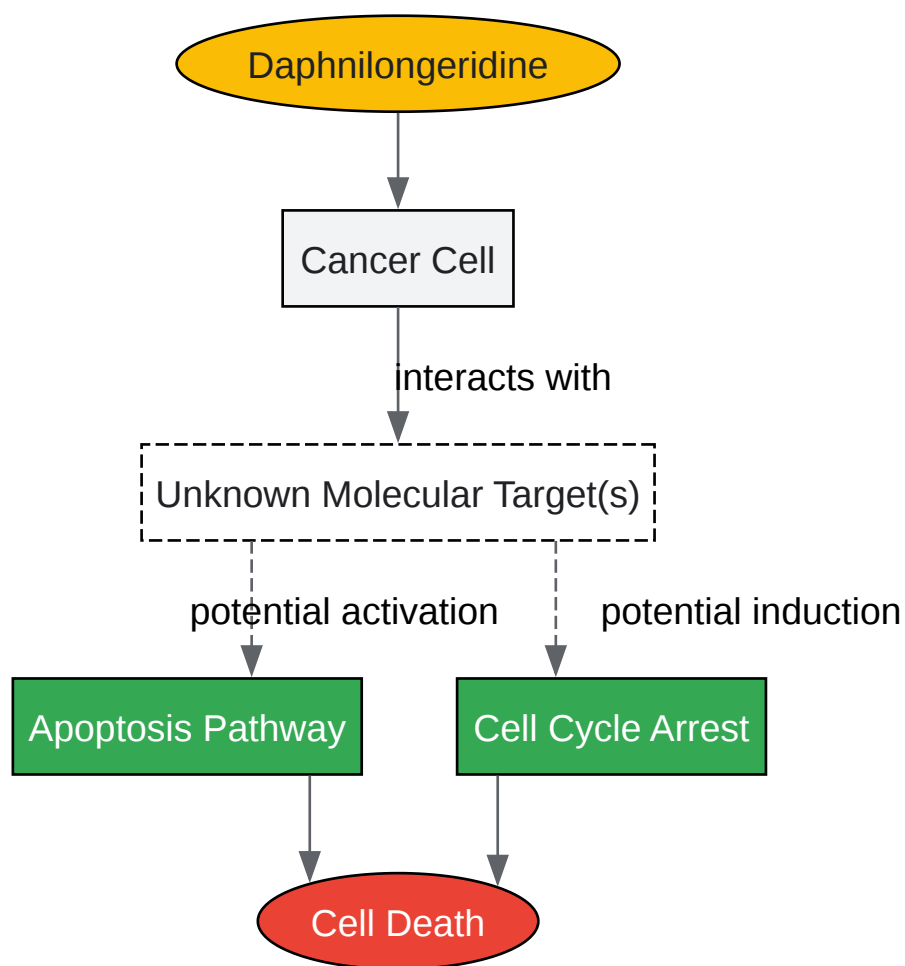 Daphnilongeridine
Cancer Cell
interacts with
Unknown Molecular Target(s)
potential activation
potential induction
Apoptosis Pathway
Cell Cycle Arrest
Cell Death